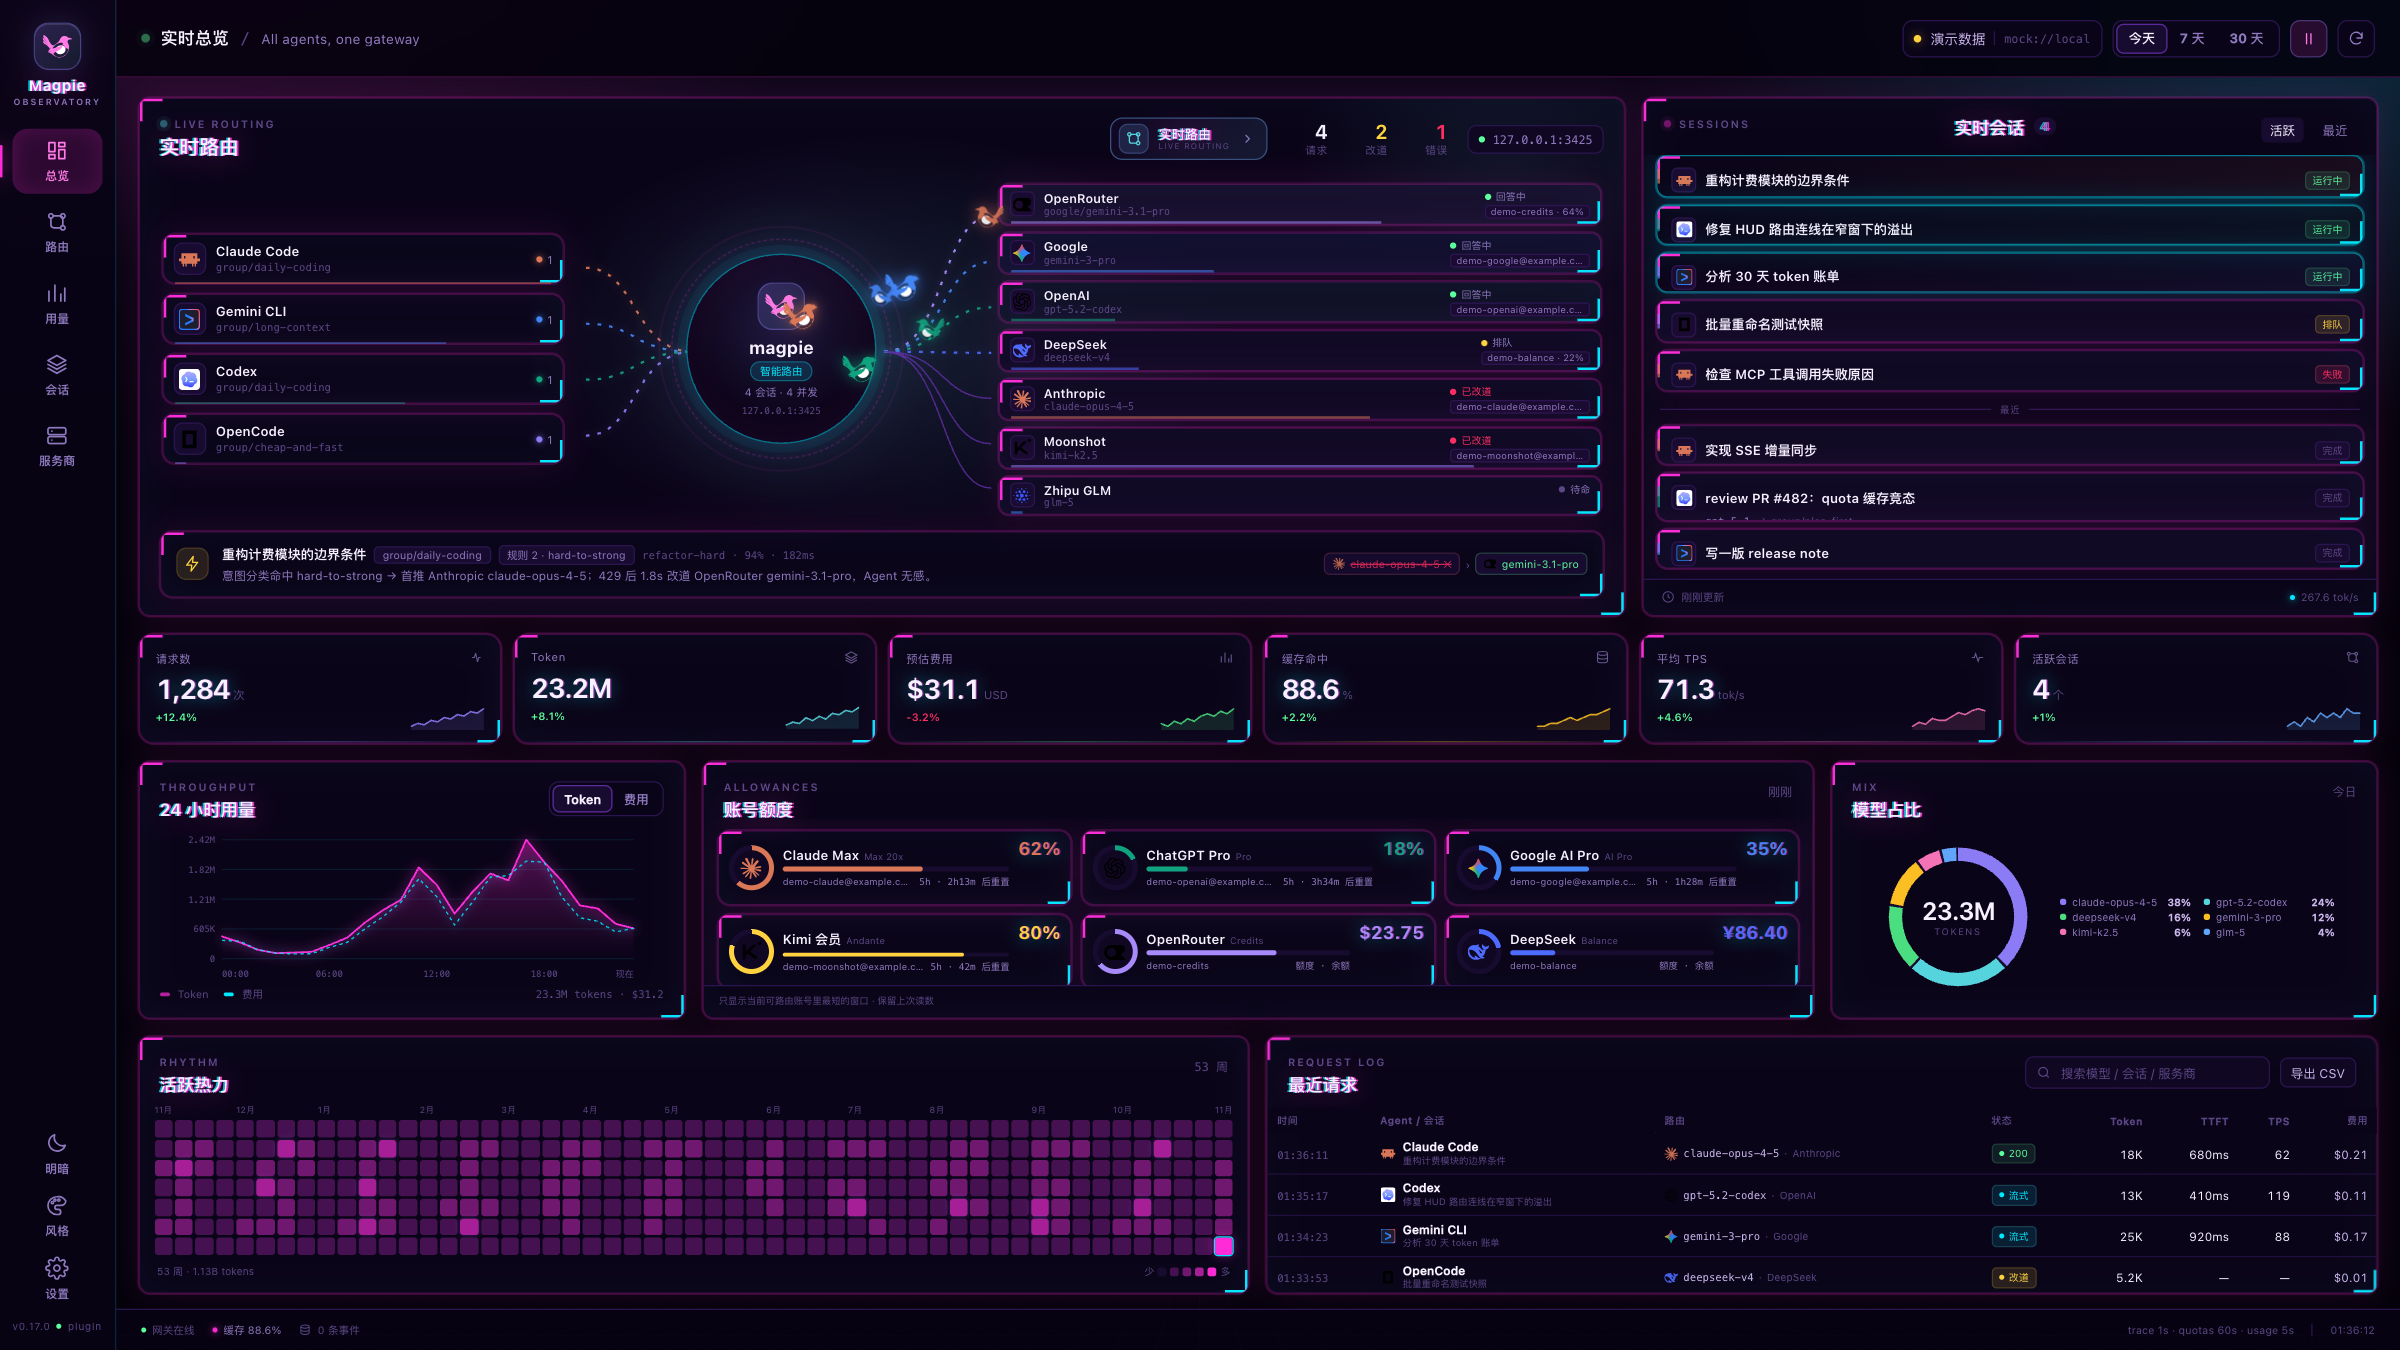 Magpie
OBSERVATORY
总览
路由
用量
会话
服务商
明暗
风格
设置
v0.17.0 plugin
实时总览 / All agents, one gateway
演示数据 mock://local
今天 7 天 30 天
LIVE ROUTING
实时路由
实时路由
LIVE ROUTING
4 请求
2 改道
1 错误
127.0.0.1:3425
Claude Code
group/daily-coding
1
Gemini CLI
group/long-context
1
Codex
group/daily-coding
1
OpenCode
group/cheap-and-fast
1
magpie
智能路由
4 会话 · 4 并发
127.0.0.1:3425
OpenRouter
google/gemini-3.1-pro
回答中
demo-credits · 64%
Google
gemini-3-pro
回答中
demo-google@example.c...
OpenAI
gpt-5.2-codex
回答中
demo-openai@example.c...
DeepSeek
deepseek-v4
排队
demo-balance · 22%
Anthropic
claude-opus-4-5
已改道
demo-claude@example.c...
Moonshot
kimi-k2.5
已改道
demo-moonshot@exampl...
Zhipu GLM
glm-5
待命
重构计费模块的边界条件 group/daily-coding 规则 2 · hard-to-strong refactor-hard · 94% · 182ms
意图分类命中 hard-to-strong → 首推 Anthropic claude-opus-4-5；429 后 1.8s 改道 OpenRouter gemini-3.1-pro，Agent 无感。
claude-opus-4-5 ✕ › gemini-3.1-pro
SESSIONS
实时会话 4
活跃 最近
重构计费模块的边界条件 运行中
修复 HUD 路由连线在窄窗下的溢出 运行中
分析 30 天 token 账单 运行中
批量重命名测试快照 排队
检查 MCP 工具调用失败原因 失败
最近
实现 SSE 增量同步 完成
review PR #482：quota 缓存竞态 完成
写一版 release note 完成
刚刚更新 267.6 tok/s
请求数
1,284 次
+12.4%
Token
23.2M
+8.1%
预估费用
$31.1 USD
-3.2%
缓存命中
88.6 %
+2.2%
平均 TPS
71.3 tok/s
+4.6%
活跃会话
4 个
+1%
THROUGHPUT
24 小时用量
Token 费用
2.42M
1.82M
1.21M
605K
0
00:00 06:00 12:00 18:00 现在
Token 费用 23.3M tokens · $31.2
ALLOWANCES
账号额度
刚刚
Claude Max Max 20x 62%
demo-claude@example.c... 5h · 2h13m 后重置
ChatGPT Pro Pro 18%
demo-openai@example.c... 5h · 3h34m 后重置
Google AI Pro AI Pro 35%
demo-google@example.c... 5h · 1h28m 后重置
Kimi 会员 Andante 80%
demo-moonshot@example.c... 5h · 42m 后重置
OpenRouter Credits $23.75
demo-credits 额度 · 余额
DeepSeek Balance ¥86.40
demo-balance 额度 · 余额
只显示当前可路由账号里最短的窗口 · 保留上次读数
MIX
模型占比
今日
23.3M
TOKENS
claude-opus-4-5 38% gpt-5.2-codex 24%
deepseek-v4 16% gemini-3-pro 12%
kimi-k2.5 6% glm-5 4%
RHYTHM
活跃热力
53 周
11月 12月 1月 2月 3月 4月 5月 6月 7月 8月 9月 10月 11月
53 周 · 1.13B tokens
少 多
REQUEST LOG
最近请求
搜索模型 / 会话 / 服务商
导出 CSV
时间 Agent / 会话 路由 状态 Token TTFT TPS 费用
01:36:11 Claude Code claude-opus-4-5 · Anthropic 200 18K 680ms 62 $0.21
重构计费模块的边界条件
01:35:17 Codex gpt-5.2-codex · OpenAI 流式 13K 410ms 119 $0.11
修复 HUD 路由连线在窄窗下的溢出
01:34:23 Gemini CLI gemini-3-pro · Google 流式 25K 920ms 88 $0.17
分析 30 天 token 账单
01:33:53 OpenCode deepseek-v4 · DeepSeek 改道 5.2K — — $0.01
批量重命名测试快照
网关在线 缓存 88.6% 0 条事件
trace 1s · quotas 60s · usage 5s | 01:36:12